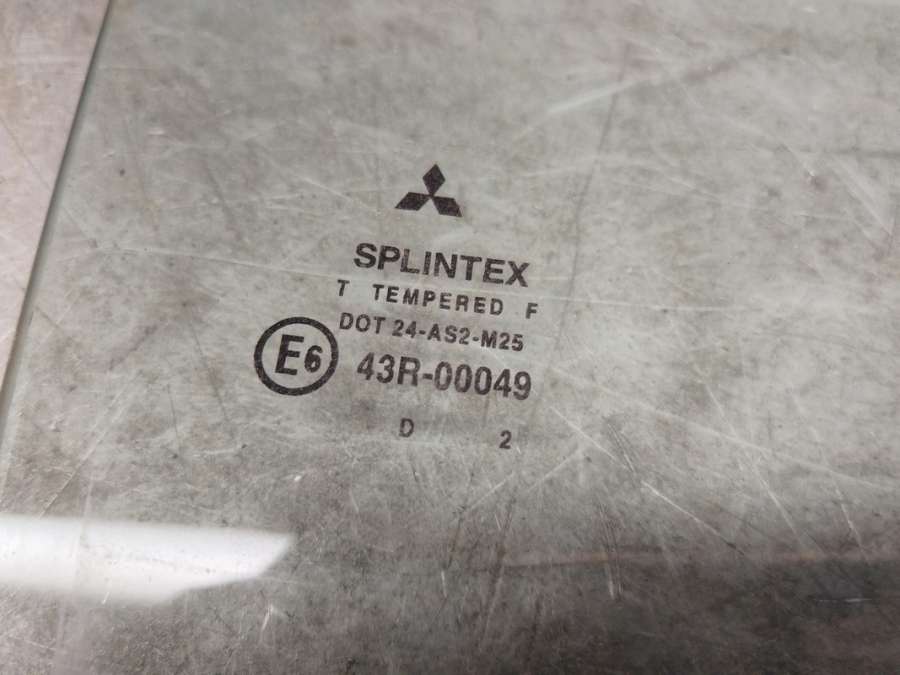 SPLINTEX
T TEMPERED F
DOT 24-AS2-M25
E6 43R-00049
D 2